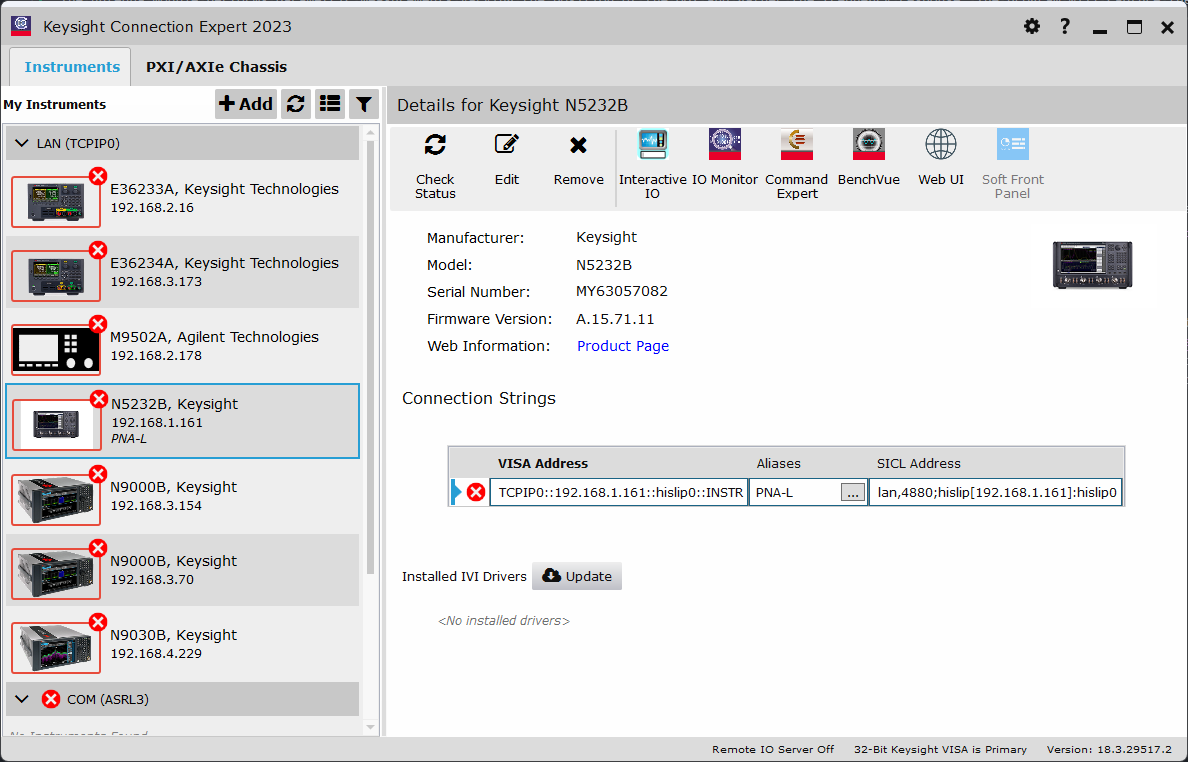 Keysight Connection Expert 2023
Instruments
PXI/AXIe Chassis
My Instruments
Add
Details for Keysight N5232B
LAN (TCPIP0)
E36233A, Keysight Technologies
192.168.2.16
E36234A, Keysight Technologies
192.168.3.173
M9502A, Agilent Technologies
192.168.2.178
N5232B, Keysight
192.168.1.161
PNA-L
N9000B, Keysight
192.168.3.154
N9000B, Keysight
192.168.3.70
N9030B, Keysight
192.168.4.229
COM (ASRL3)
No Instruments Found
Check
Status
Edit
Remove
Interactive
IO
IO Monitor
Command
Expert
BenchVue
Web UI
Soft Front
Panel
Manufacturer: Keysight
Model: N5232B
Serial Number: MY63057082
Firmware Version: A.15.71.11
Web Information: Product Page
Connection Strings
VISA Address Aliases SICL Address
TCPIP0::192.168.1.161::hislip0::INSTR PNA-L ... lan,4880;hislip[192.168.1.161]:hislip0
Installed IVI Drivers Update
<No installed drivers>
Remote IO Server Off 32-Bit Keysight VISA is Primary Version: 18.3.29517.2